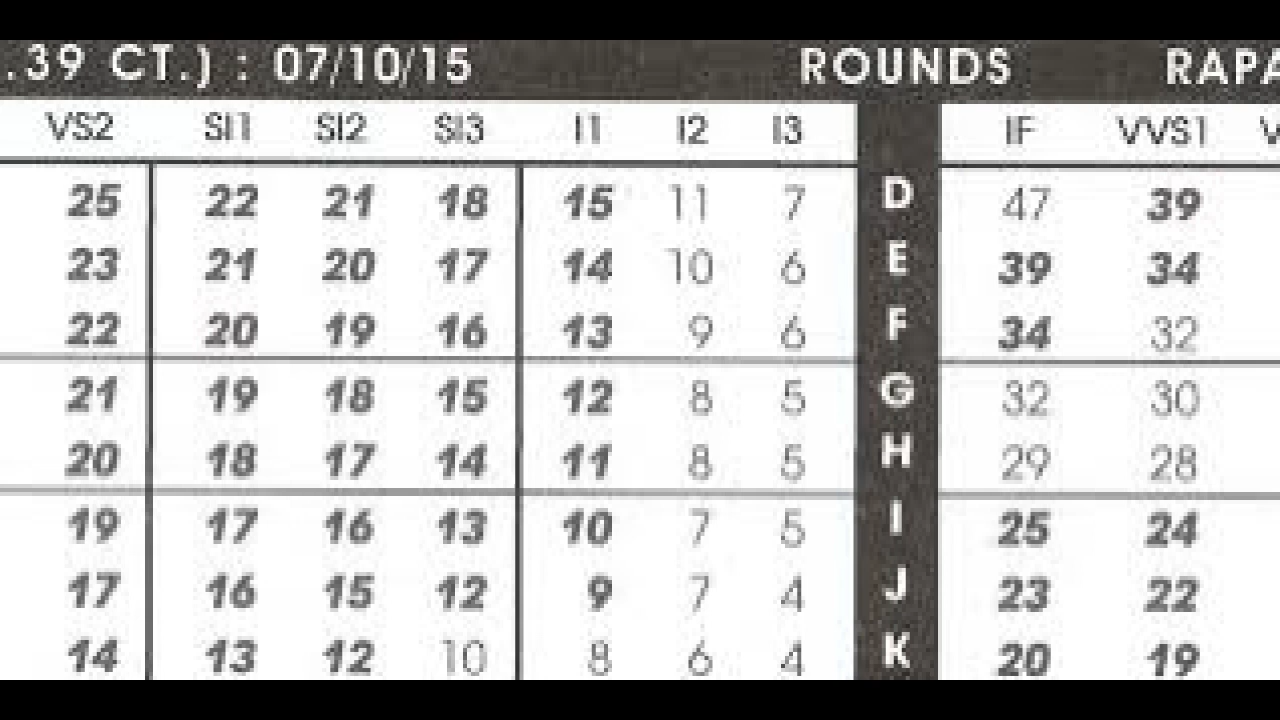 .39 CT.) : 07/10/15 ROUNDS RAPA
VS2 SI1 SI2 SI3 I1 I2 I3 IF VVS1 V
25 22 21 18 15 11 7 D 47 39
23 21 20 17 14 10 6 E 39 34
22 20 19 16 13 9 6 F 34 32
21 19 18 15 12 8 5 G 32 30
20 18 17 14 11 8 5 H 29 28
19 17 16 13 10 7 5 I 25 24
17 16 15 12 9 7 4 J 23 22
14 13 12 10 8 6 4 K 20 19